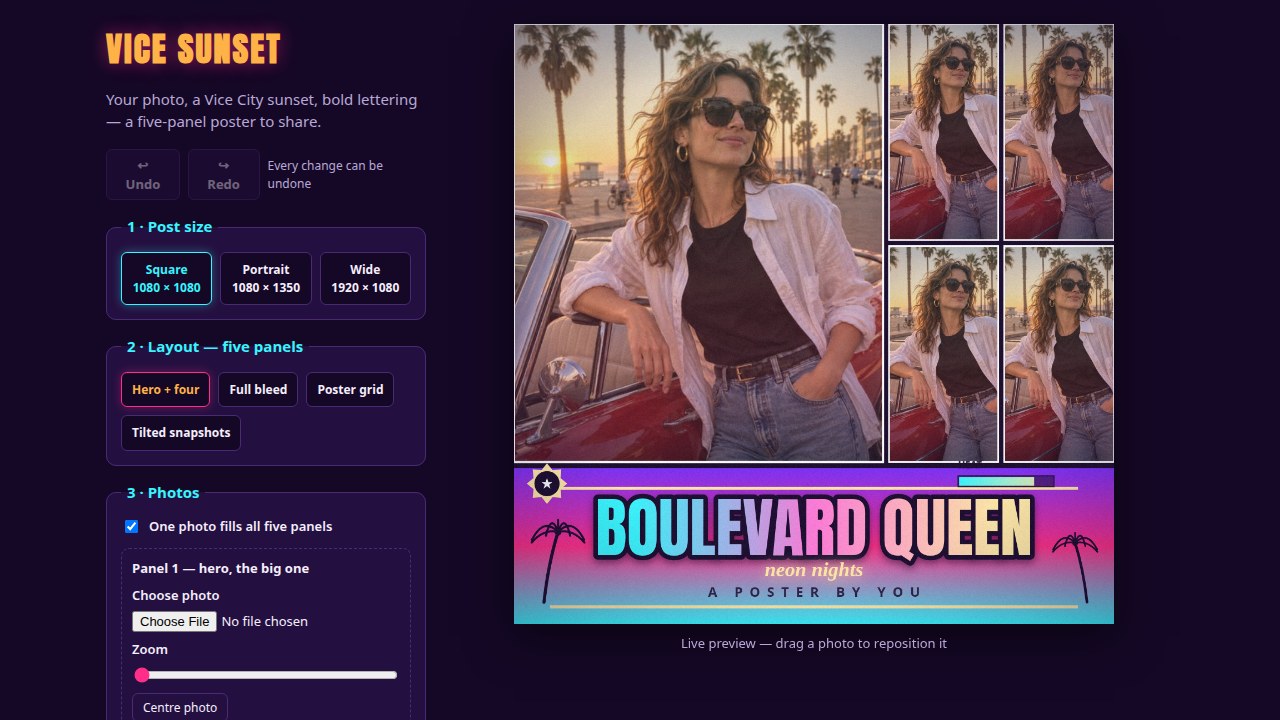 VICE SUNSET
Your photo, a Vice City sunset, bold lettering
— a five-panel poster to share.
↩
Undo
↪
Redo
Every change can be
undone
1 · Post size
Square
1080 × 1080
Portrait
1080 × 1350
Wide
1920 × 1080
2 · Layout — five panels
Hero + four
Full bleed
Poster grid
Tilted snapshots
3 · Photos
One photo fills all five panels
Panel 1 — hero, the big one
Choose photo
Choose File No file chosen
Zoom
Centre photo
BOULEVARD QUEEN
neon nights
A POSTER BY YOU
Live preview — drag a photo to reposition it